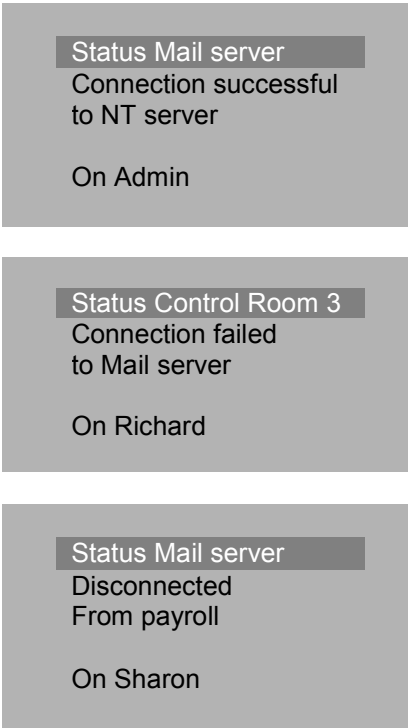 Status Mail server
Connection successful
to NT server
On Admin
Status Control Room 3
Connection failed
to Mail server
On Richard
Status Mail server
Disconnected
From payroll
On Sharon